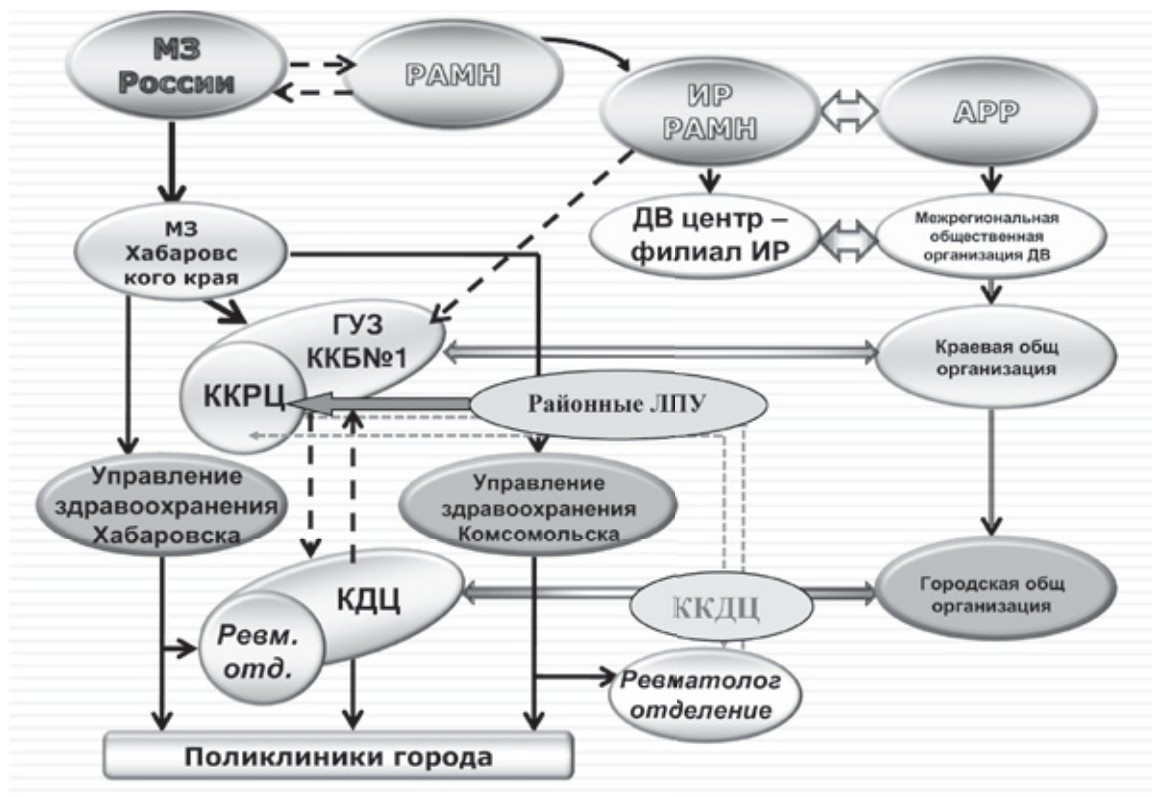 МЗ
России
РАМН
ИР
РАМН
АРР
МЗ
Хабаровс
кого края
ДВ центр –
филиал ИР
Межрегиональная
общественная
организация ДВ
ГУЗ
ККБ№1
ККРЦ
Краевая общ
организация
Районные ЛПУ
Управление
здравоохранения
Хабаровска
Управление
здравоохранения
Комсомольска
КДЦ
Ревм.
отд.
ККДЦ
Городская общ
организация
Ревматолог
отделение
Поликлиники города